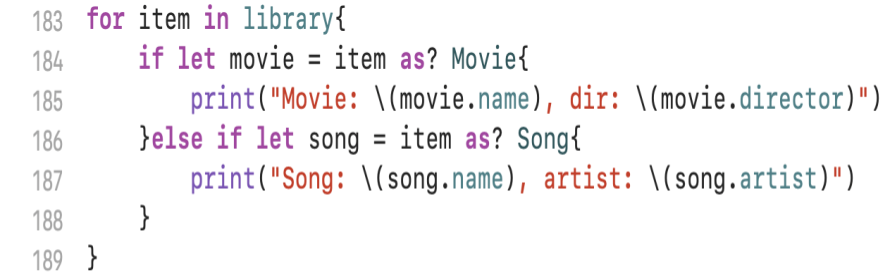 183 for item in library{
184     if let movie = item as? Movie{
185         print("Movie: \(movie.name), dir: \(movie.director)")
186     }else if let song = item as? Song{
187         print("Song: \(song.name), artist: \(song.artist)")
188     }
189 }